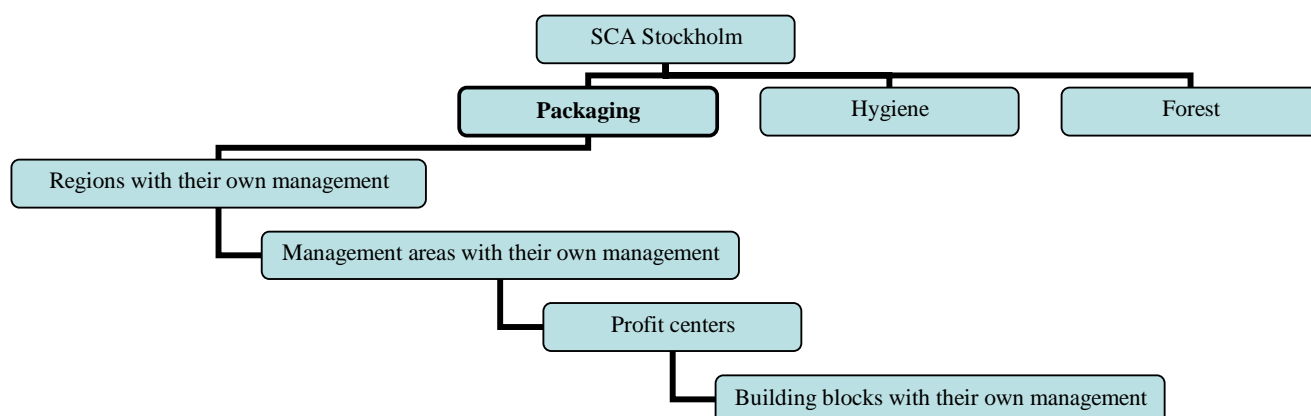 SCA Stockholm
Packaging
Hygiene
Forest
Regions with their own management
Management areas with their own management
Profit centers
Building blocks with their own management